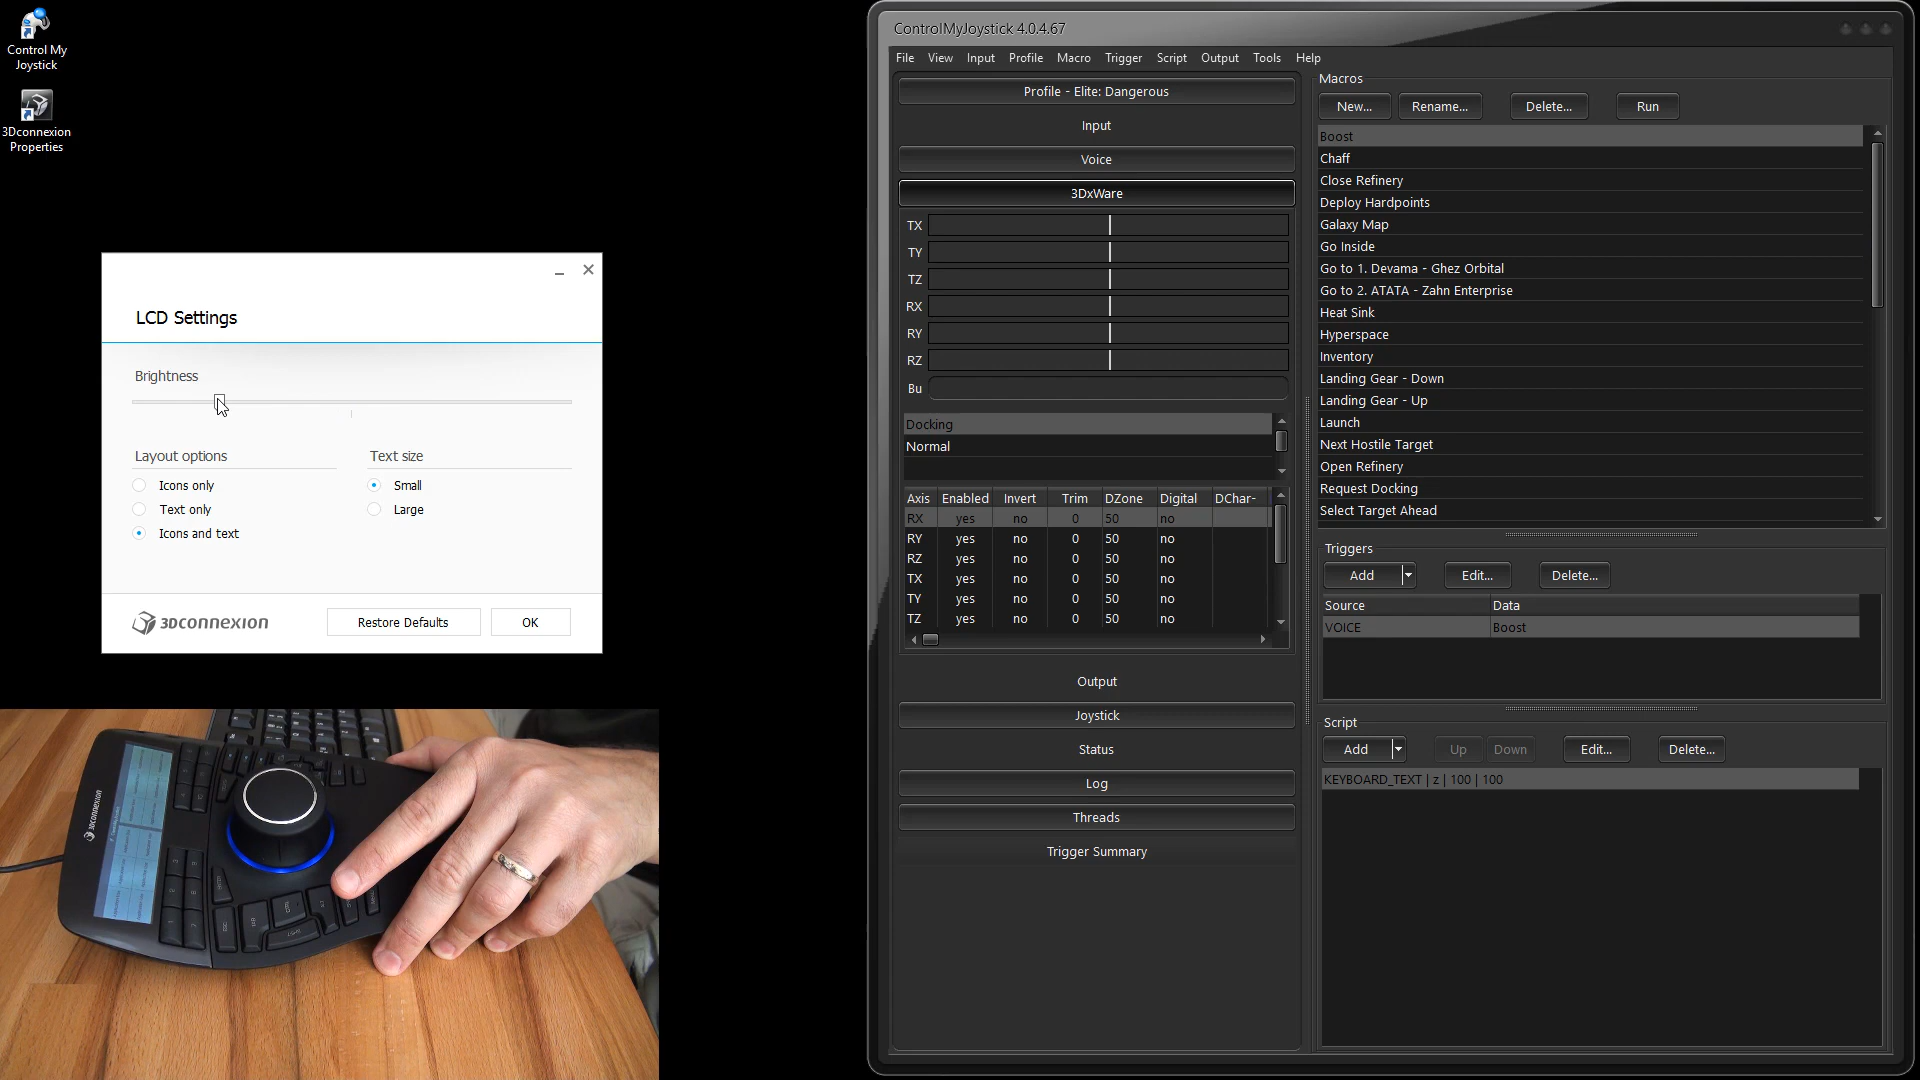 Control My
Joystick
3Dconnexion
Properties
LCD Settings
Brightness
Layout options
Text size
Icons only
Small
Text only
Large
Icons and text
3Dconnexion
Restore Defaults
OK
3Dconnexion
ControlMyJoystick 4.0.4.67
File View Input Profile Macro Trigger Script Output Tools Help
Profile - Elite: Dangerous
Input
Voice
3DxWare
TX
TY
TZ
RX
RY
RZ
Bu
Docking
Normal
Axis Enabled Invert Trim DZone Digital DChar-
RX yes no 0 50 no
RY yes no 0 50 no
RZ yes no 0 50 no
TX yes no 0 50 no
TY yes no 0 50 no
TZ yes no 0 50 no
Output
Joystick
Status
Log
Threads
Trigger Summary
Macros
New... Rename... Delete... Run
Boost
Chaff
Close Refinery
Deploy Hardpoints
Galaxy Map
Go Inside
Go to 1. Devama - Ghez Orbital
Go to 2. ATATA - Zahn Enterprise
Heat Sink
Hyperspace
Inventory
Landing Gear - Down
Landing Gear - Up
Launch
Next Hostile Target
Open Refinery
Request Docking
Select Target Ahead
Triggers
Add Edit... Delete...
Source Data
VOICE Boost
Script
Add Up Down Edit... Delete...
KEYBOARD_TEXT | z | 100 | 100